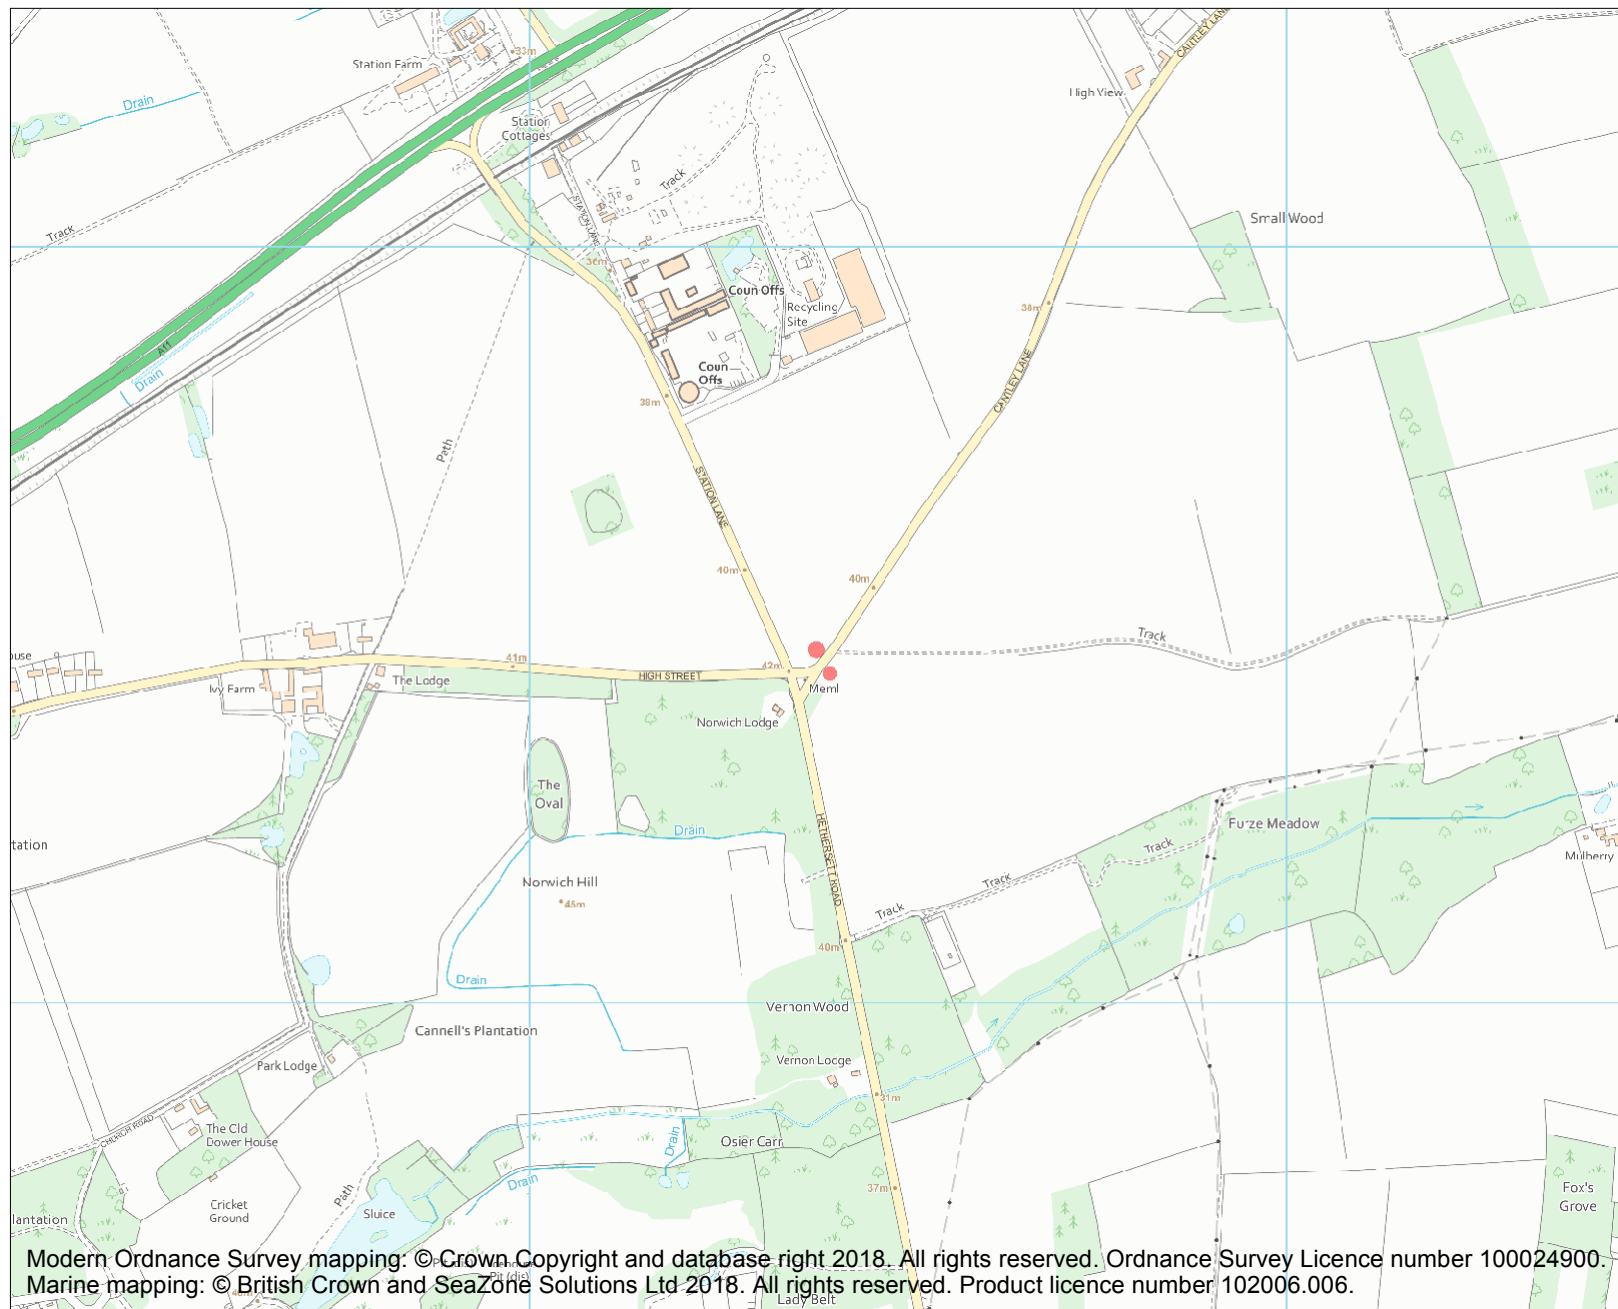 CANTLEY LANE
33m
Station Farm
High View
Drain
Station
Cottages
Track
STATION LANE
Small Wood
Track
36m
Coun Offs
Recycling
Site
38m
A11
Drain
CANTLEY LANE
Coun
Offs
38m
Path
STATION LANE
40m
40m
Track
ouse
41m
42m
HIGH STREET
The Lodge
Ivy Farm
Meml
Norwich Lodge
The
Oval
Drain
HETHERSETT ROAD
Furze Meadow
tation
Track
Mulberry
Norwich Hill
45m
Track
Track
40m
Drain
Vernon Wood
Cannell's Plantation
Vernon Lodge
Park Lodge
31m
CHURCH ROAD
The Old
Dower House
Drain
Osier Carr
Drain
37m
Path
Fox's
Grove
Cricket
Ground
Sluice
lantation
Modern Ordnance Survey mapping: © Crown Copyright and database right 2018. All rights reserved. Ordnance Survey Licence number 100024900.
Marine mapping: © British Crown and SeaZone Solutions Ltd 2018. All rights reserved. Product licence number 102006.006.
Pit (dis)
Lady Belt